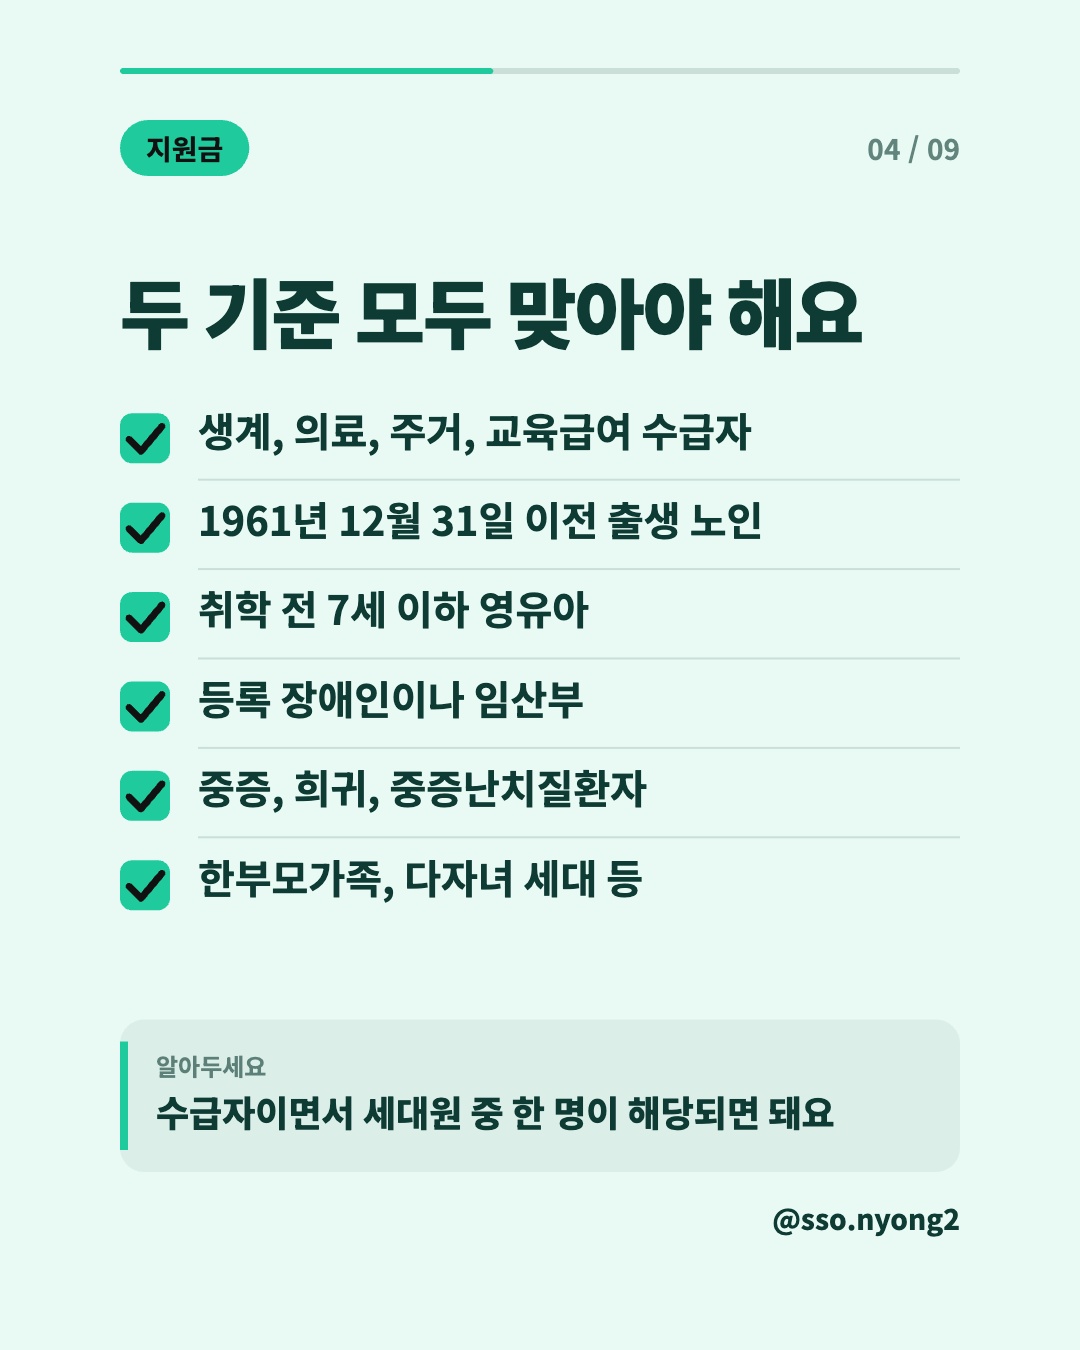 지원금
04 / 09
두 기준 모두 맞아야 해요
생계, 의료, 주거, 교육급여 수급자
1961년 12월 31일 이전 출생 노인
취학 전 7세 이하 영유아
등록 장애인이나 임산부
중증, 희귀, 중증난치질환자
한부모가족, 다자녀 세대 등
알아두세요
수급자이면서 세대원 중 한 명이 해당되면 돼요
@sso.nyong2